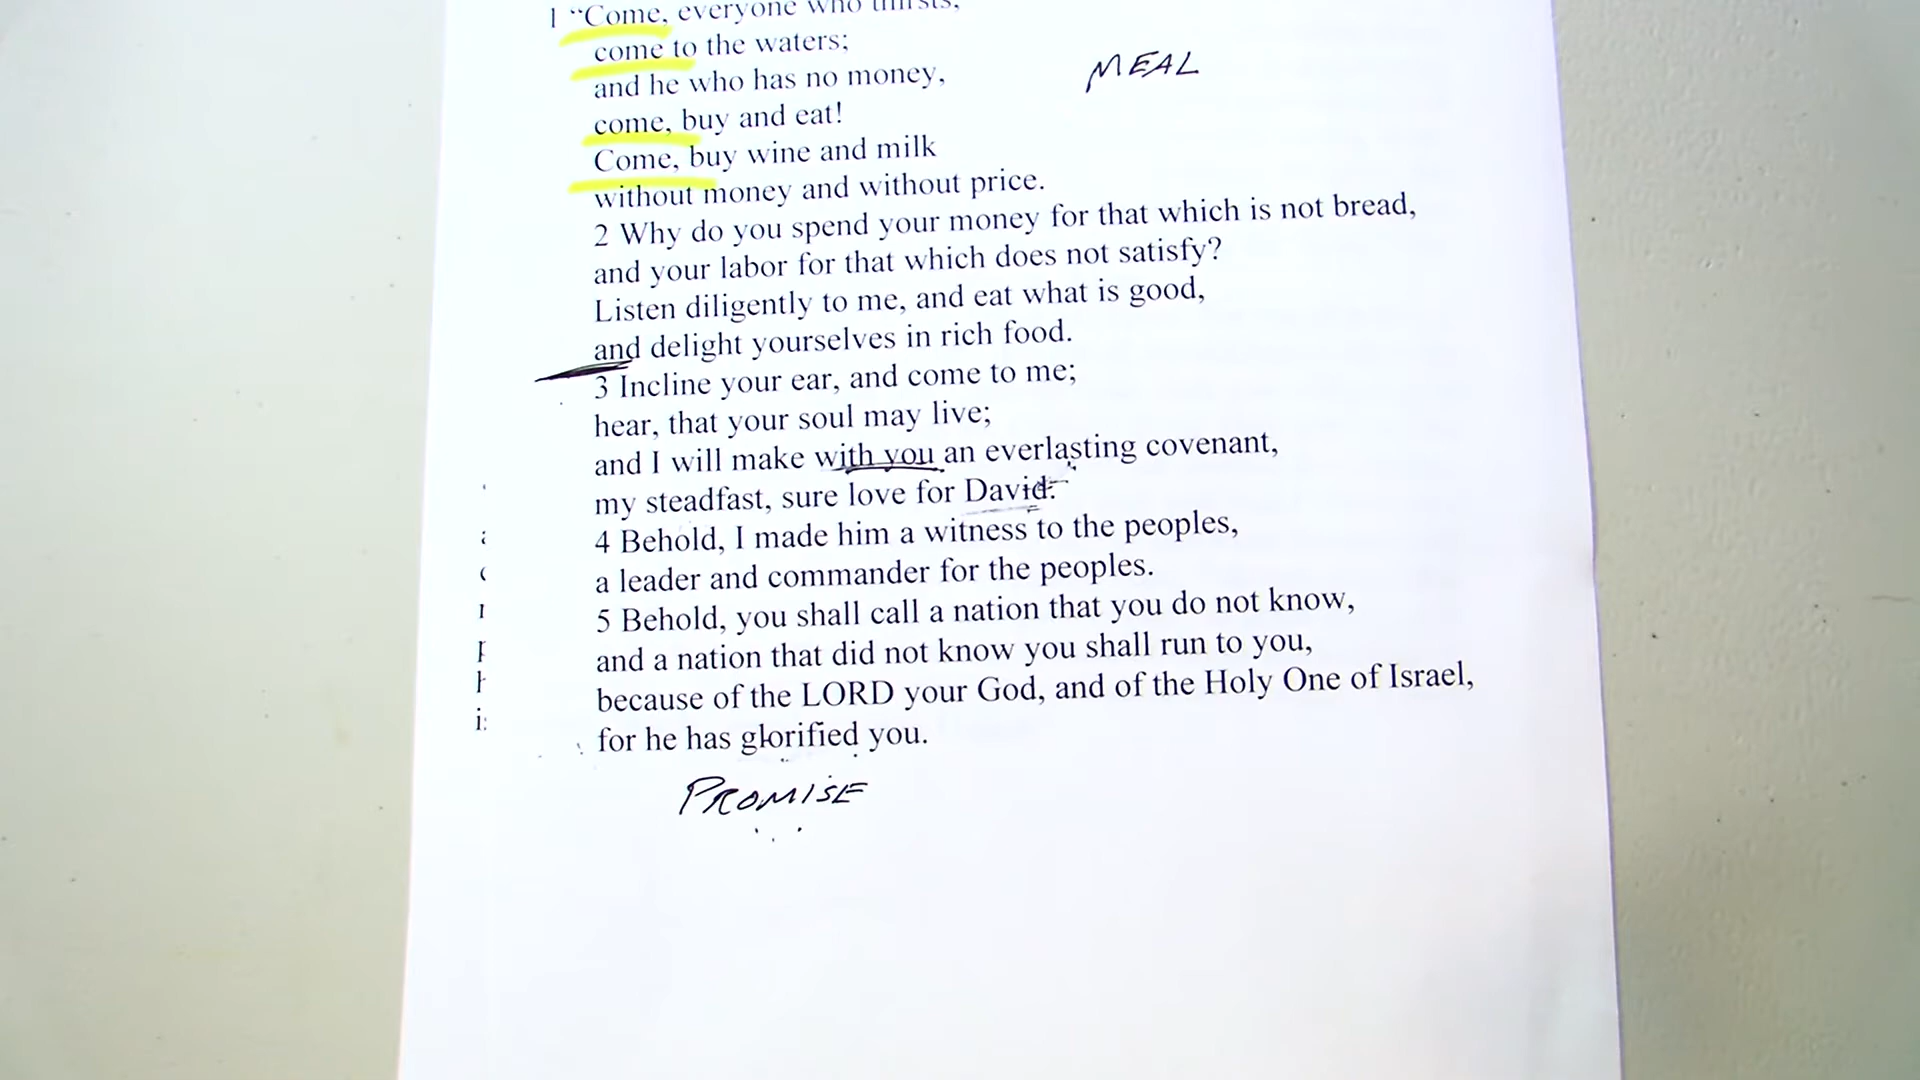 1 “Come, everyone who thirsts,
come to the waters;
MEAL
and he who has no money,
come, buy and eat!
Come, buy wine and milk
without money and without price.
2 Why do you spend your money for that which is not bread,
and your labor for that which does not satisfy?
Listen diligently to me, and eat what is good,
and delight yourselves in rich food.
3 Incline your ear, and come to me;
hear, that your soul may live;
and I will make with you an everlasting covenant,
my steadfast, sure love for David.
4 Behold, I made him a witness to the peoples,
a leader and commander for the peoples.
5 Behold, you shall call a nation that you do not know,
and a nation that did not know you shall run to you,
because of the LORD your God, and of the Holy One of Israel,
for he has glorified you.
PROMISE